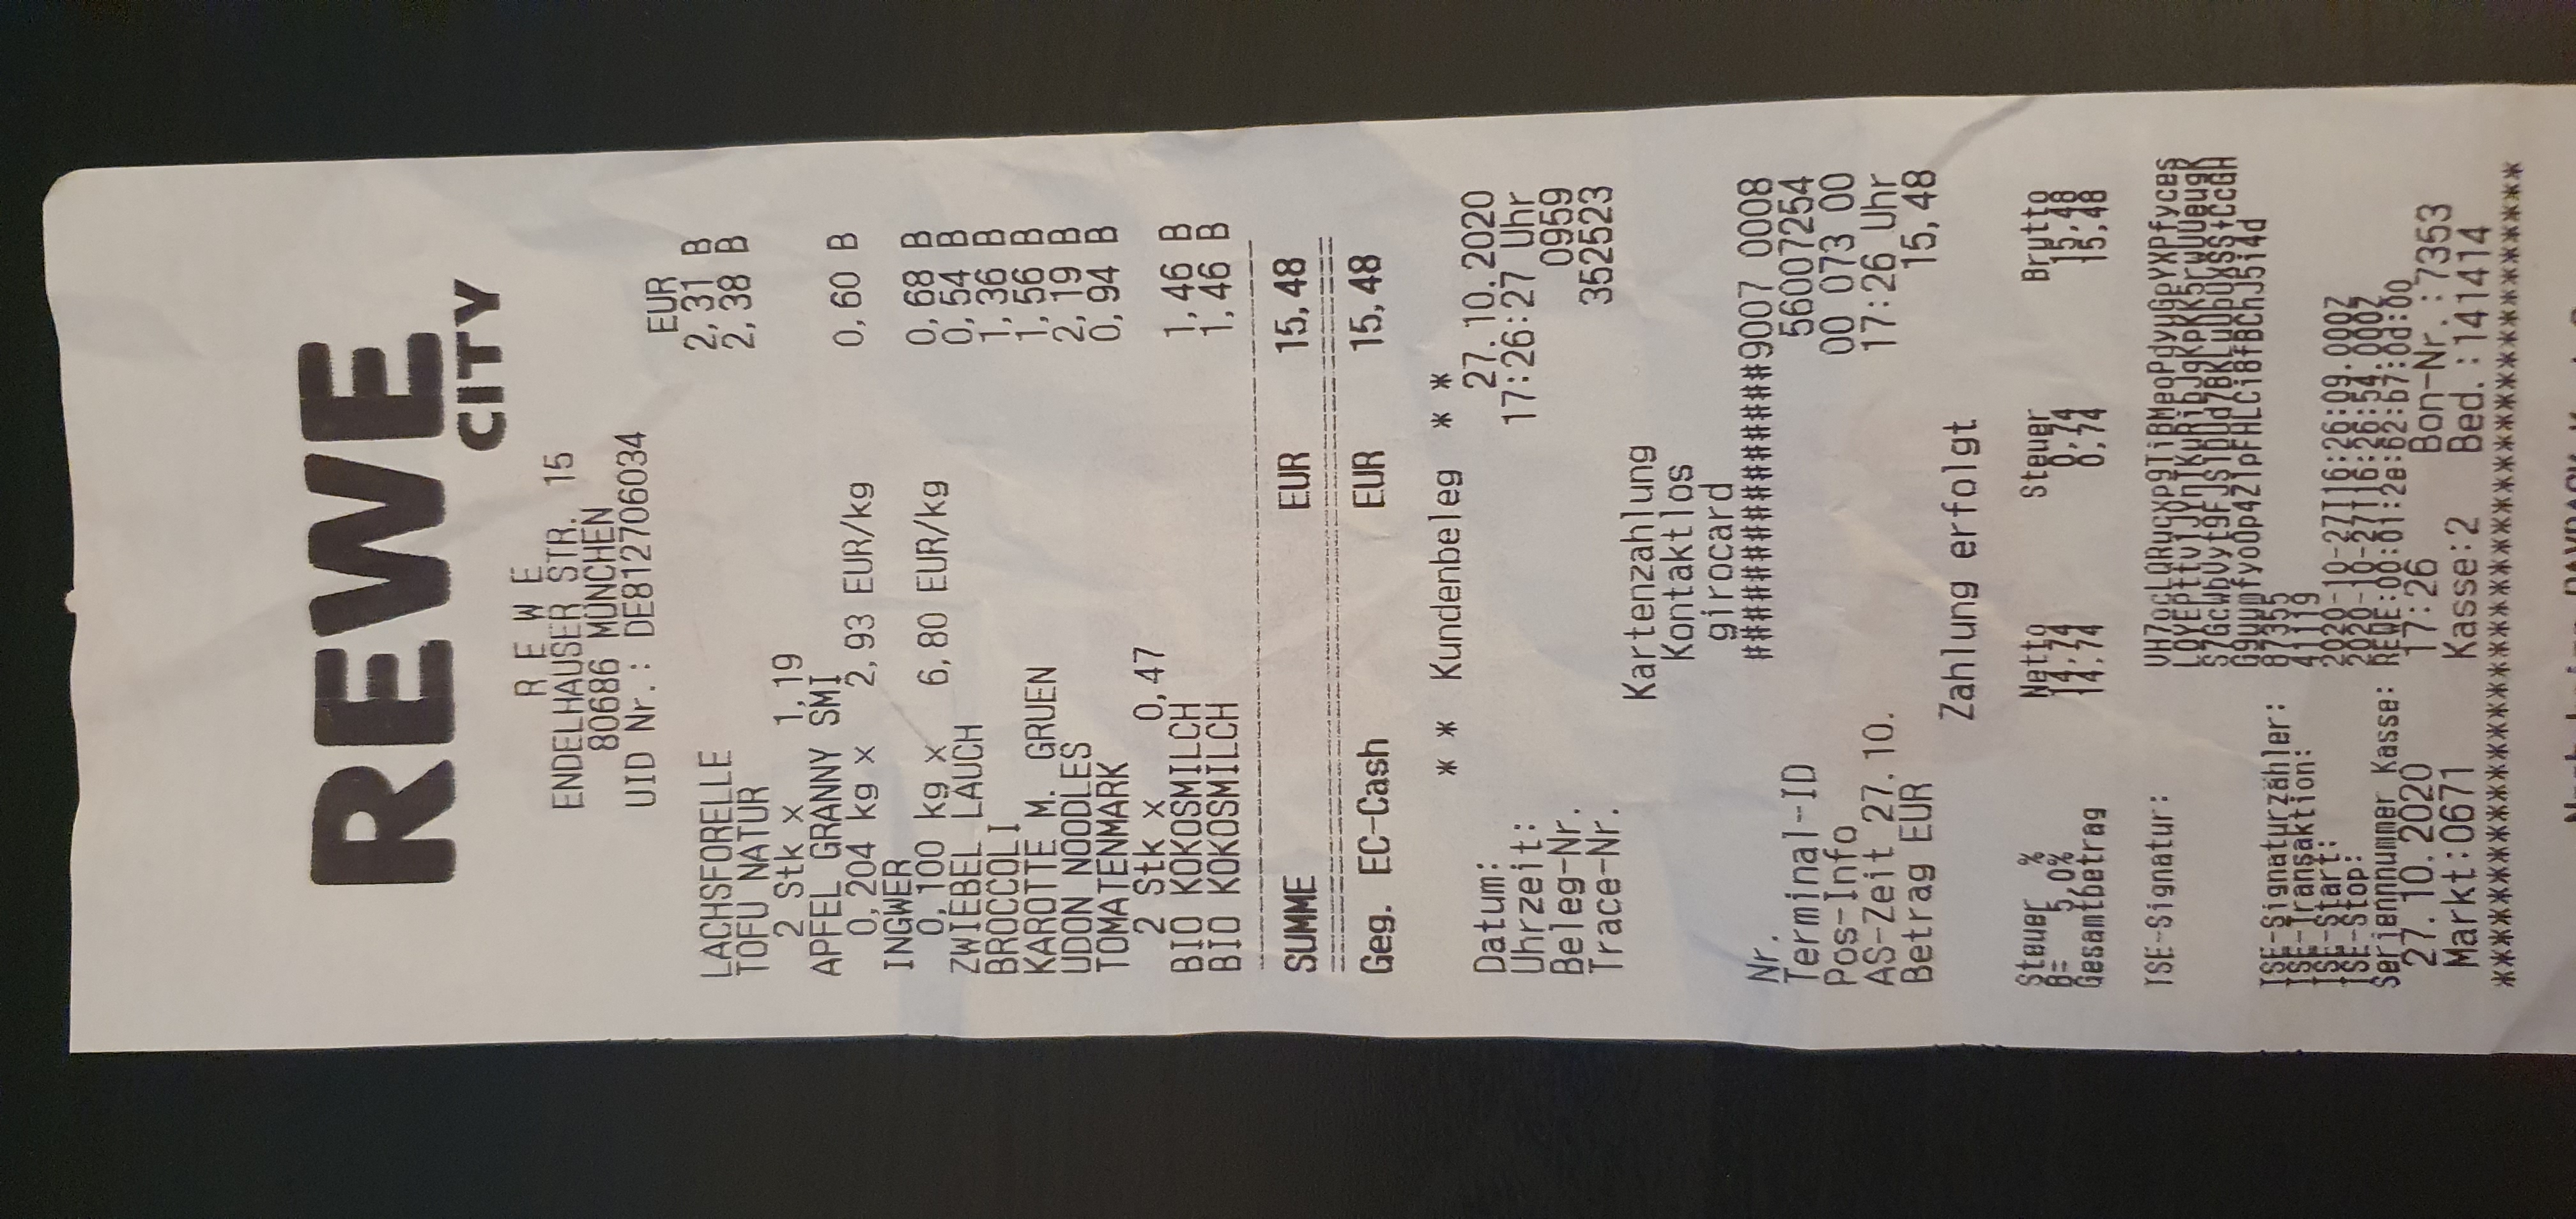 REWE
CITY
R E W E
ENDELHAUSER STR. 15
80686 MÜNCHEN
UID Nr.: DE812706034
EUR
LACHSFORELLE 2,31 B
TOFU NATUR 2,38 B
2 Stk x 1,19
APFEL GRANNY SMI
0,204 kg x 2,93 EUR/kg 0,60 B
INGWER
0,100 kg x 6,80 EUR/kg 0,68 B
ZWIEBEL LAUCH 0,54 B
BROCCOLI 1,36 B
KAROTTE M. GRUEN 1,56 B
UDON NOODLES 2,19 B
TOMATENMARK 0,94 B
2 Stk x 0,47
BIO KOKOSMILCH 1,46 B
BIO KOKOSMILCH 1,46 B
SUMME EUR 15,48
Geg. EC-Cash EUR 15,48
* * Kundenbeleg * *
Datum: 27.10.2020
Uhrzeit: 17:26:27 Uhr
Beleg-Nr. 0959
Trace-Nr. 352523
Kartenzahlung
Kontaktlos
girocard
Nr. ###############9007 0008
Terminal-ID 56007254
Pos-Info 00 073 00
AS-Zeit 27.10. 17:26 Uhr
Betrag EUR 15,48
Zahlung erfolgt
Steuer % Netto Steuer Brutto
B= 5,0% 14,74 0,74 15,48
Gesamtbetrag 14,74 0,74 15,48
TSE-Signatur:
TSE-Signaturzähler: 87355
TSE-Transaktion: 41119
TSE-Start: 2020-10-27T16:26:09.000Z
TSE-Stop: 2020-10-27T16:26:54.000Z
Seriennnummer Kasse: REWE:00:01:2e:62:b7:0d:00
27.10.2020 17:26 Bon-Nr.:7353
Markt:0671 Kasse:2 Bed.:141414
****************************************